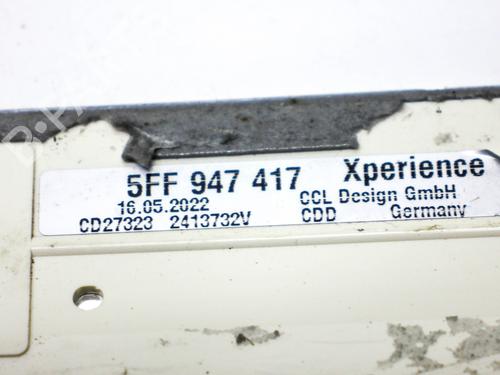 5FF 947 417 Xperience
16.05.2022 CCL Design GmbH
CD27323 2413732V CDD Germany